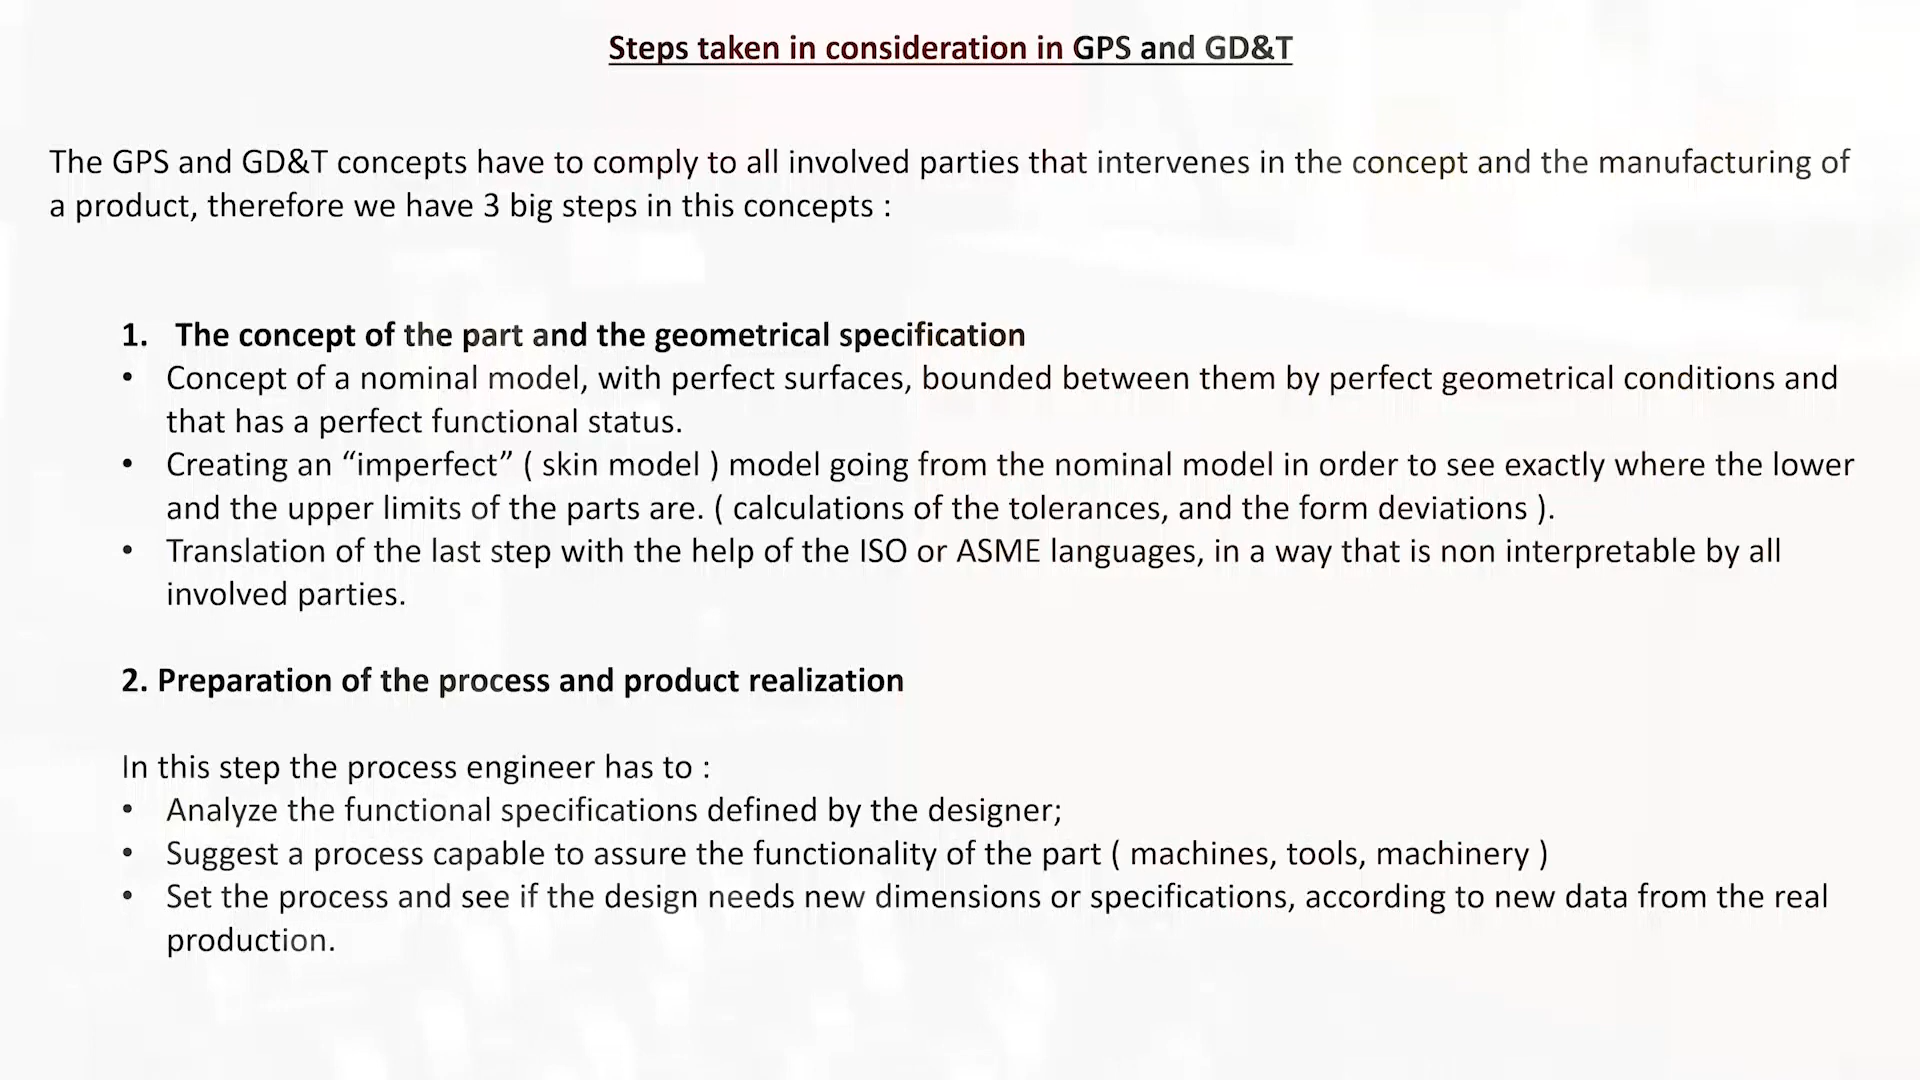 Steps taken in consideration in GPS and GD&T
The GPS and GD&T concepts have to comply to all involved parties that intervenes in the concept and the manufacturing of
a product, therefore we have 3 big steps in this concepts :
1. The concept of the part and the geometrical specification
• Concept of a nominal model, with perfect surfaces, bounded between them by perfect geometrical conditions and
that has a perfect functional status.
• Creating an “imperfect” ( skin model ) model going from the nominal model in order to see exactly where the lower
and the upper limits of the parts are. ( calculations of the tolerances, and the form deviations ).
• Translation of the last step with the help of the ISO or ASME languages, in a way that is non interpretable by all
involved parties.
2. Preparation of the process and product realization
In this step the process engineer has to :
• Analyze the functional specifications defined by the designer;
• Suggest a process capable to assure the functionality of the part ( machines, tools, machinery )
• Set the process and see if the design needs new dimensions or specifications, according to new data from the real
production.